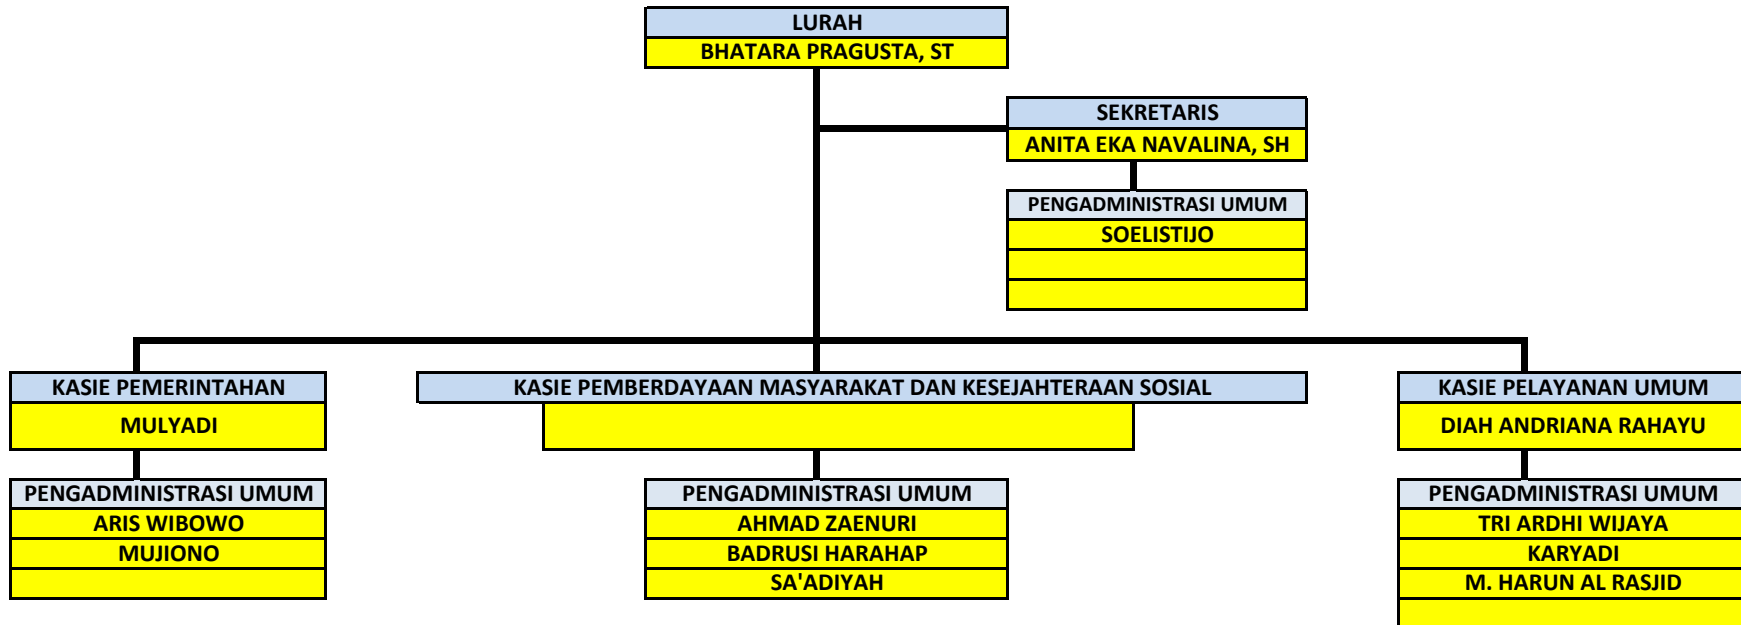 LURAH
BHATARA PRAGUSTA, ST
SEKRETARIS
ANITA EKA NAVALINA, SH
PENGADMINISTRASI UMUM
SOELISTIJO
KASIE PEMERINTAHAN
MULYADI
PENGADMINISTRASI UMUM
ARIS WIBOWO
MUJIONO
KASIE PEMBERDAYAAN MASYARAKAT DAN KESEJAHTERAAN SOSIAL
PENGADMINISTRASI UMUM
AHMAD ZAENURI
BADRUSI HARAHAP
SA'ADIYAH
KASIE PELAYANAN UMUM
DIAH ANDRIANA RAHAYU
PENGADMINISTRASI UMUM
TRI ARDHI WIJAYA
KARYADI
M. HARUN AL RASJID